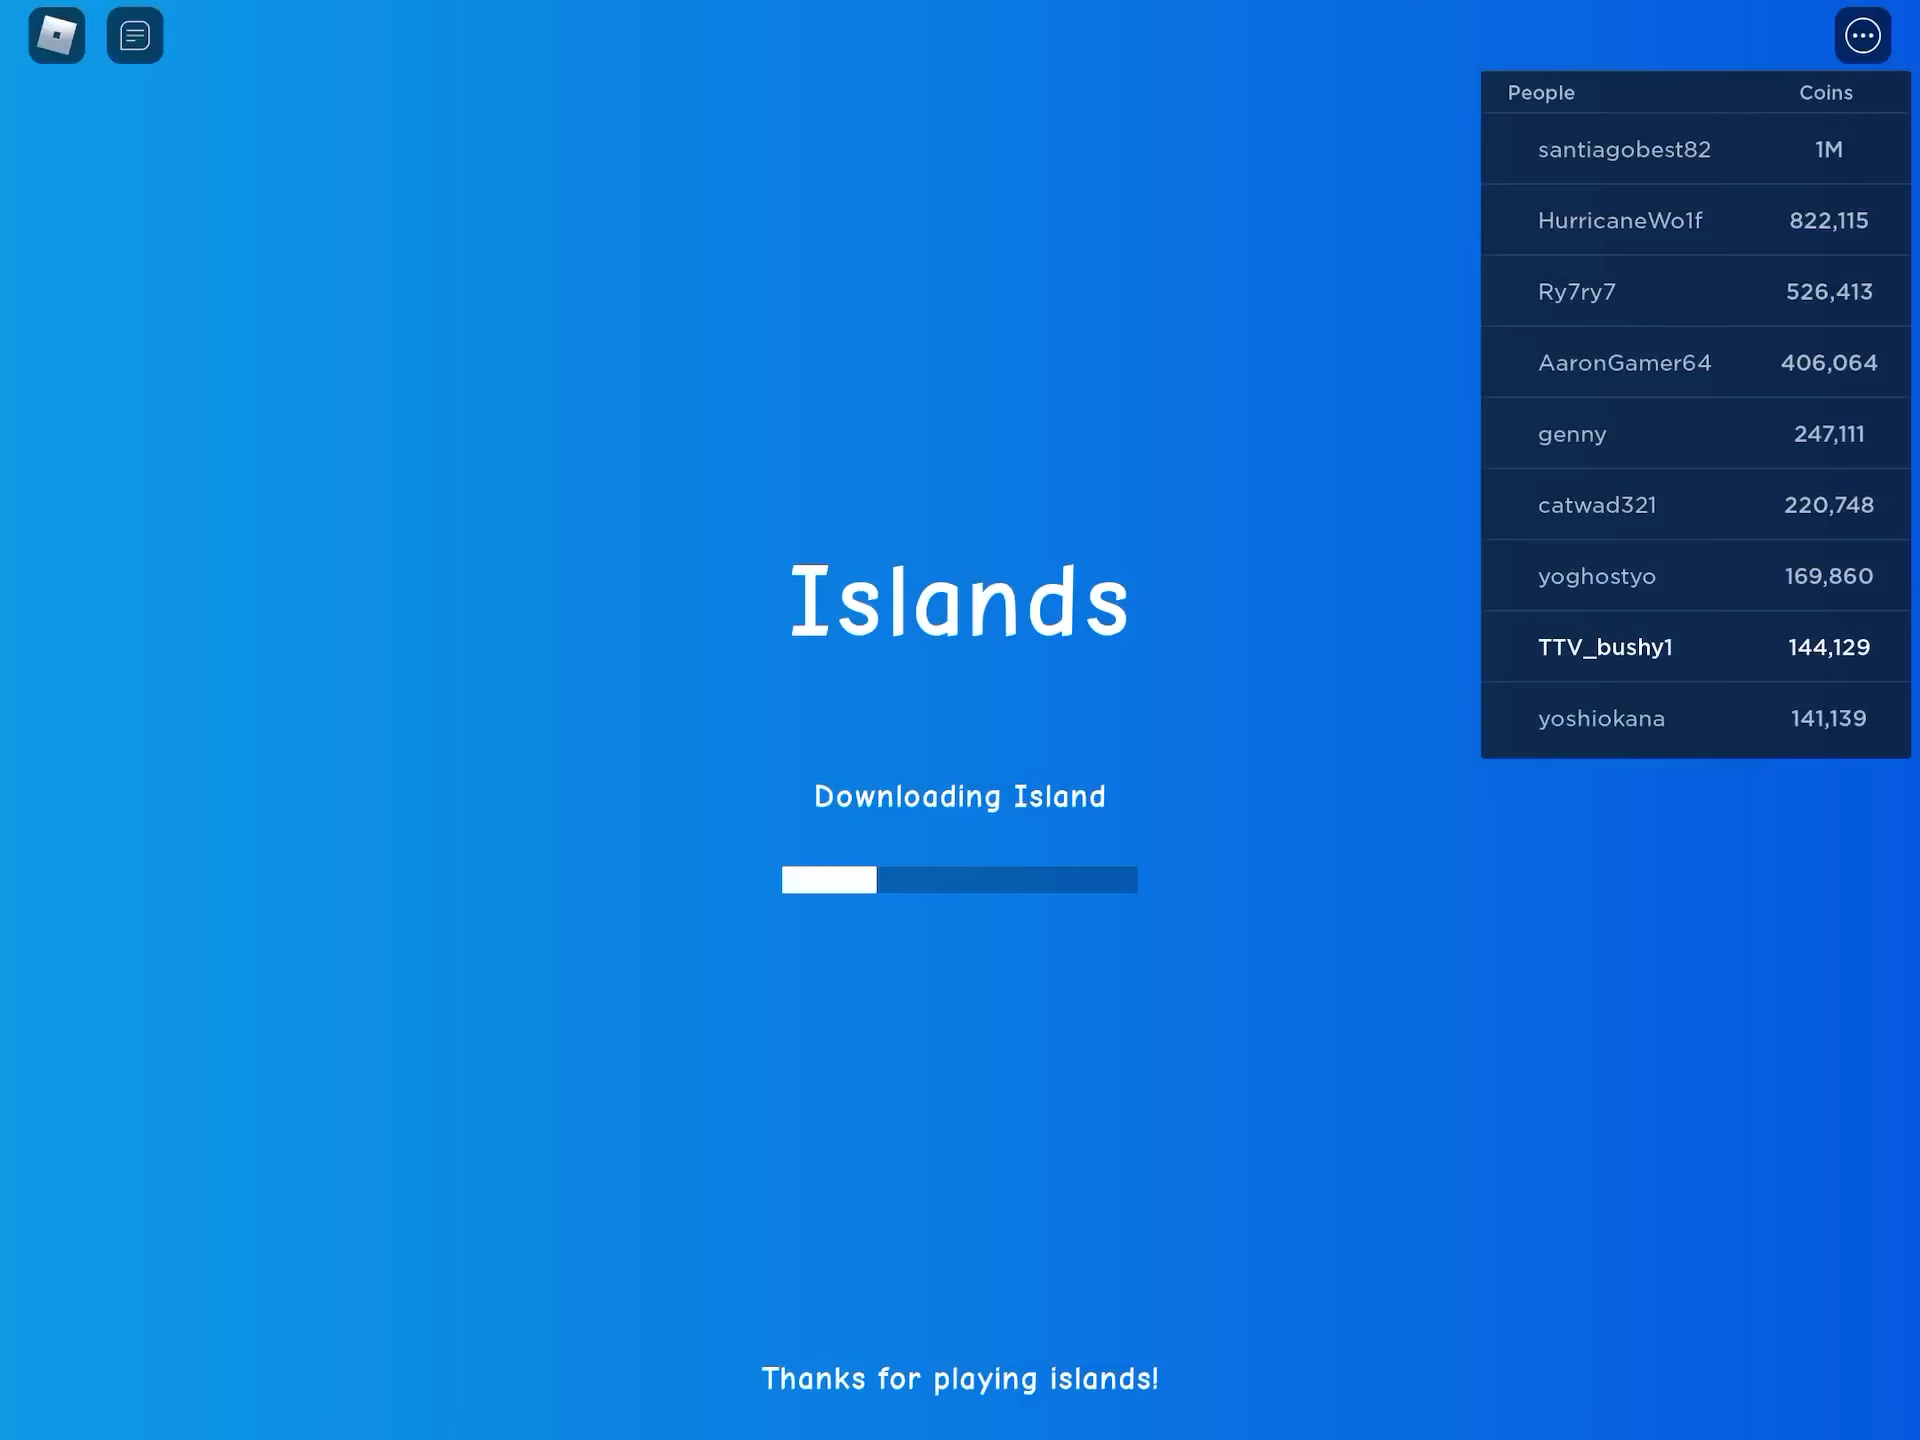 People Coins
santiagobest82 1M
HurricaneWo1f 822,115
Ry7ry7 526,413
AaronGamer64 406,064
genny 247,111
catwad321 220,748
yoghostyo 169,860
TTV_bushy1 144,129
yoshiokana 141,139
Islands
Downloading Island
Thanks for playing islands!